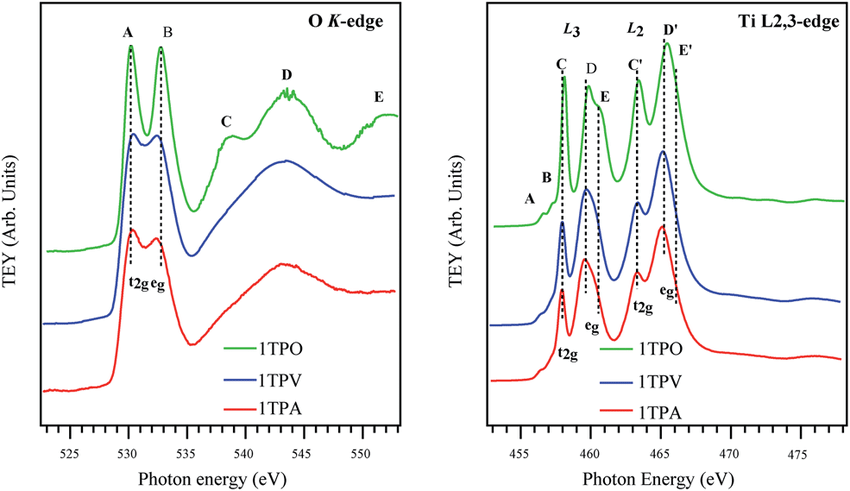 O K-edge
A
B
C
D
E
t2g
eg
1TPO
1TPV
1TPA
TEY (Arb. Units)
525
530
535
540
545
550
Photon energy (eV)
Ti L2,3-edge
L3
L2
D'
E'
C
D
E
C'
A
B
t2g
eg
t2g
eg
1TPO
1TPV
1TPA
TEY (Arb. Units)
455
460
465
470
475
Photon Energy (eV)